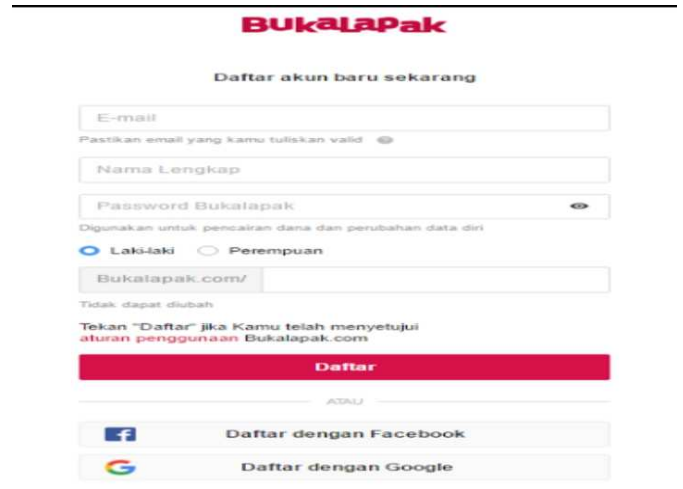 BukaLaPak
Daftar akun baru sekarang
E-mail
Pastikan email yang kamu tuliskan valid
Nama Lengkap
Password Bukalapak
Digunakan untuk pencairan dana dan perubahan data diri
Laki-laki Perempuan
Bukalapak.com/
Tidak dapat diubah
Tekan "Daftar" jika Kamu telah menyetujui
aturan penggunaan Bukalapak.com
Daftar
ATAU
Daftar dengan Facebook
Daftar dengan Google